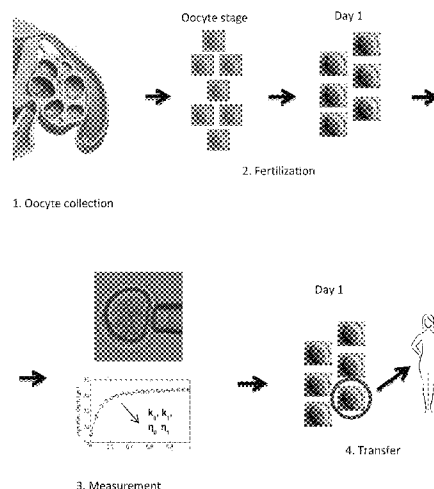 Oocyte stage
Day 1
2. Fertilization
1. Oocyte collection
Day 1
k₀, k₁,
η₀ η₁
4. Transfer
3. Measurement